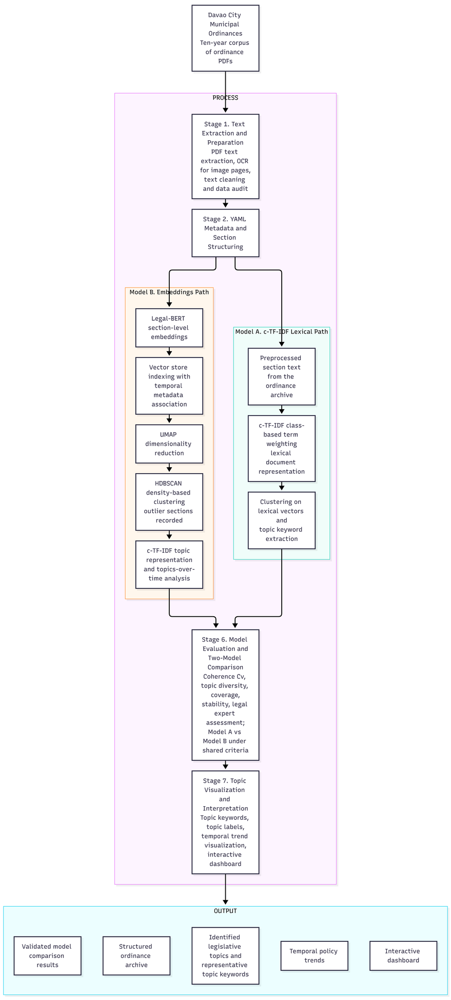 Davao City
Municipal
Ordinances
Ten-year corpus
of ordinance
PDFs
PROCESS
Stage 1. Text
Extraction and
Preparation
PDF text
extraction, OCR
for image pages,
text cleaning
and data audit
Stage 2. YAML
Metadata and
Section
Structuring
Model B. Embeddings Path
Legal-BERT
section-level
embeddings
Vector store
indexing with
temporal
metadata
association
UMAP
dimensionality
reduction
HDBSCAN
density-based
clustering
outlier sections
recorded
c-TF-IDF topic
representation
and topics-over-
time analysis
Model A. c-TF-IDF Lexical Path
Preprocessed
section text
from the
ordinance
archive
c-TF-IDF class-
based term
weighting
lexical
document
representation
Clustering on
lexical vectors
and
topic keyword
extraction
Stage 6. Model
Evaluation and
Two-Model
Comparison
Coherence Cv,
topic diversity,
coverage,
stability, legal
expert
assessment;
Model A vs
Model B under
shared criteria
Stage 7. Topic
Visualization
and
Interpretation
Topic keywords,
topic labels,
temporal trend
visualization,
interactive
dashboard
OUTPUT
Validated model
comparison
results
Structured
ordinance
archive
Identified
legislative
topics and
representative
topic keywords
Temporal policy
trends
Interactive
dashboard